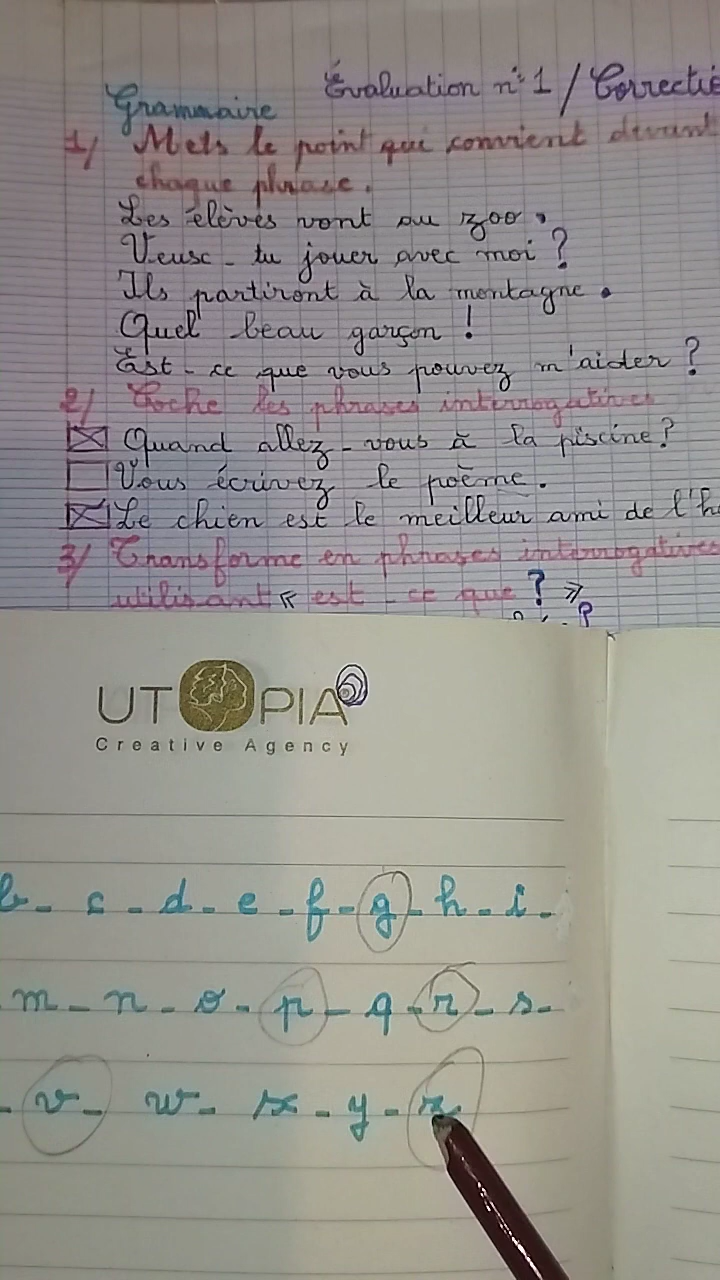 Évaluation n°1 / Correcti
Grammaire
1/ Mets le point qui convient devant
chaque phrase.
Les élèves vont au zoo.
Veux-tu jouer avec moi ?
Ils partiront à la montagne.
Quel beau garçon !
Est-ce que vous pouvez m'aider ?
2/ Coche les phrases interrogatives
Quand allez-vous à la piscine ?
Vous écrivez le poème.
Le chien est le meilleur ami de l'h
3/ Transforme en phrases interrogatives
utilisant « est-ce que ? »
UTOPIA
Creative Agency
b - c - d - e - f - g - h - i -
m - n - o - p - q - r - s -
- v - w - x - y - z